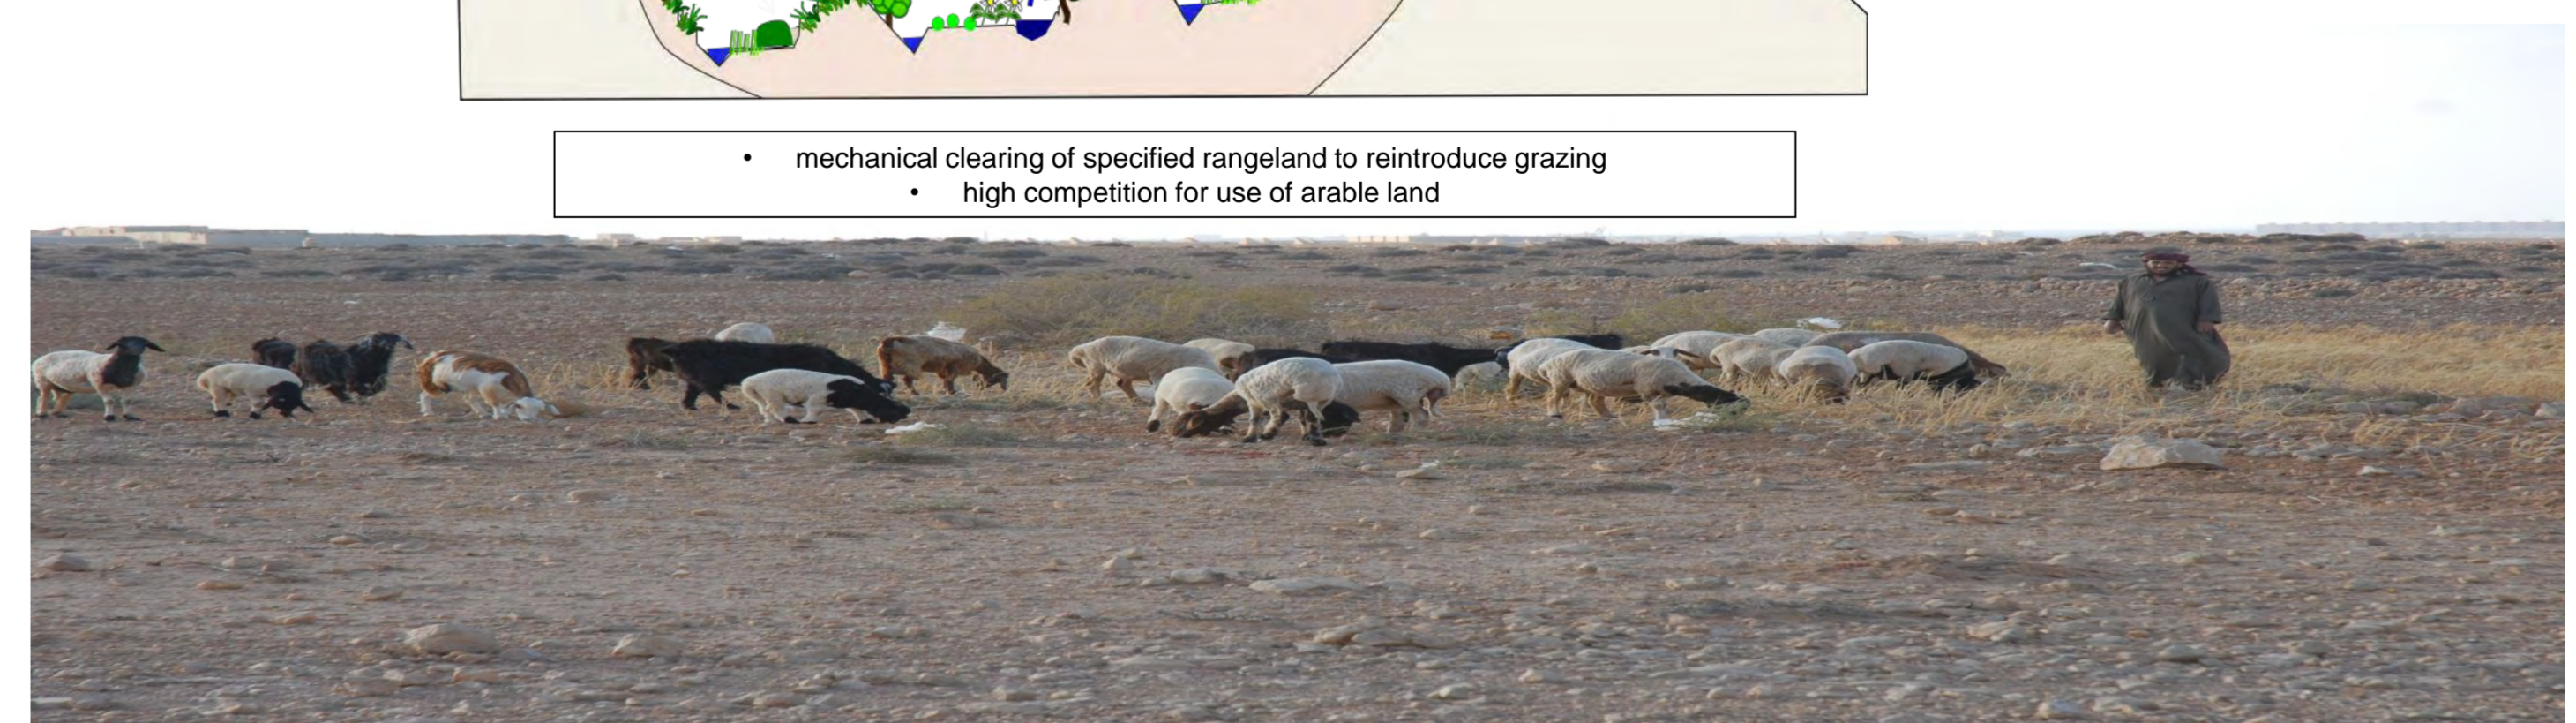 • mechanical clearing of specified rangeland to reintroduce grazing
• high competition for use of arable land